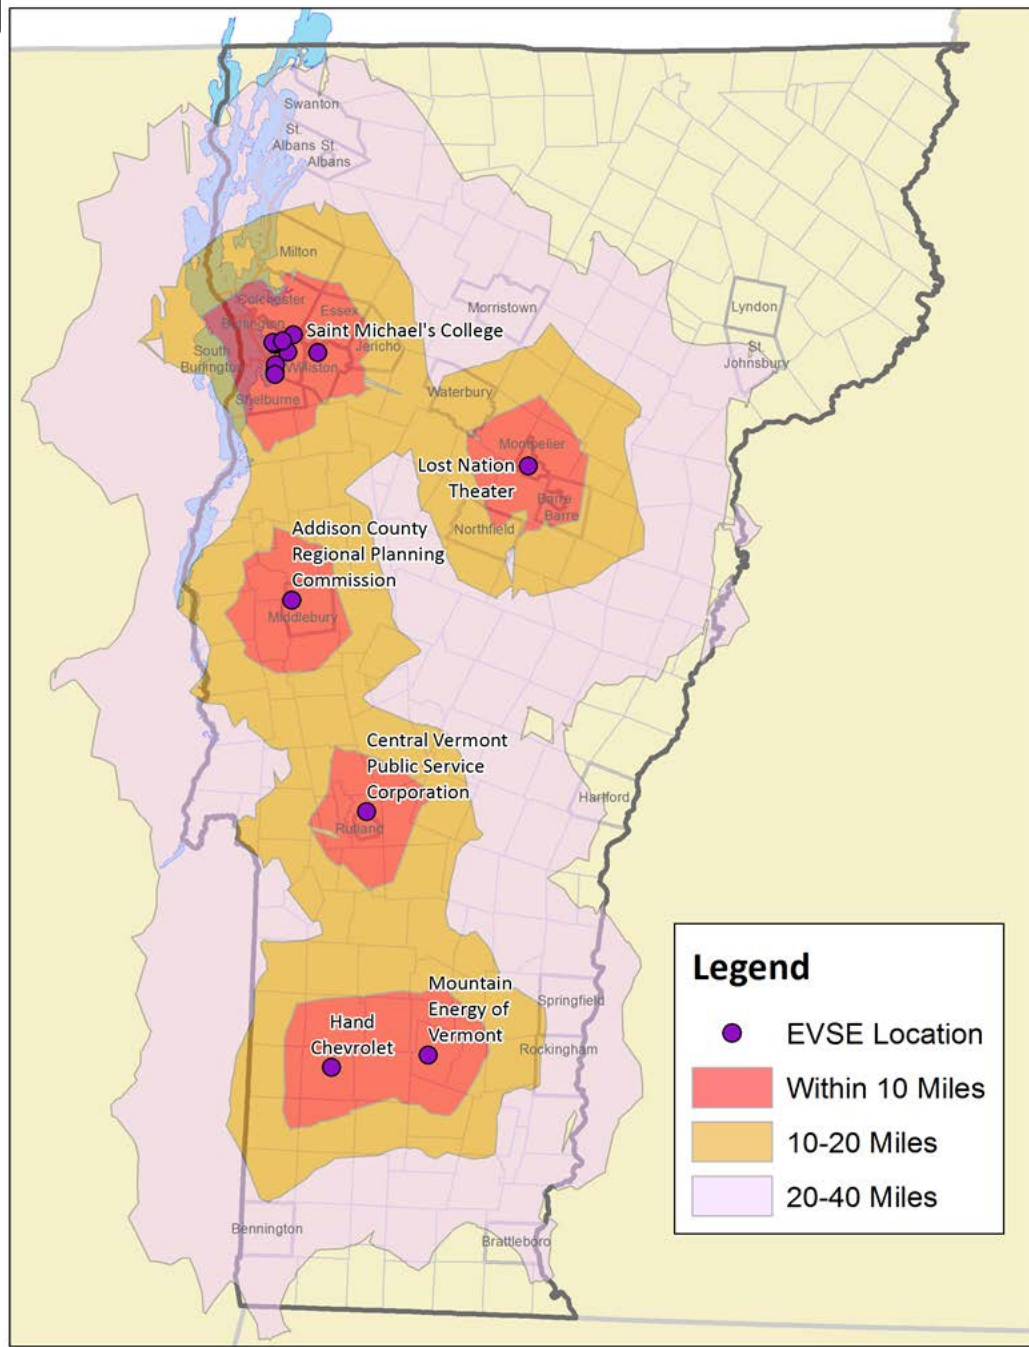 Swanton
St.
Albans St
Albans
Milton
Colchester
Essex
Burlington
Saint Michael's College
Jericho
South
Burlington
Williston
Shelburne
Morristown
Lyndon
St
Johnsbury
Waterbury
Montpelier
Lost Nation
Theater
Barre
Barre
Northfield
Addison County
Regional Planning
Commission
Middlebury
Central Vermont
Public Service
Corporation
Rutland
Hartford
Mountain
Energy of
Vermont
Hand
Chevrolet
Springfield
Rockingham
Bennington
Brattleboro
Legend
EVSE Location
Within 10 Miles
10-20 Miles
20-40 Miles